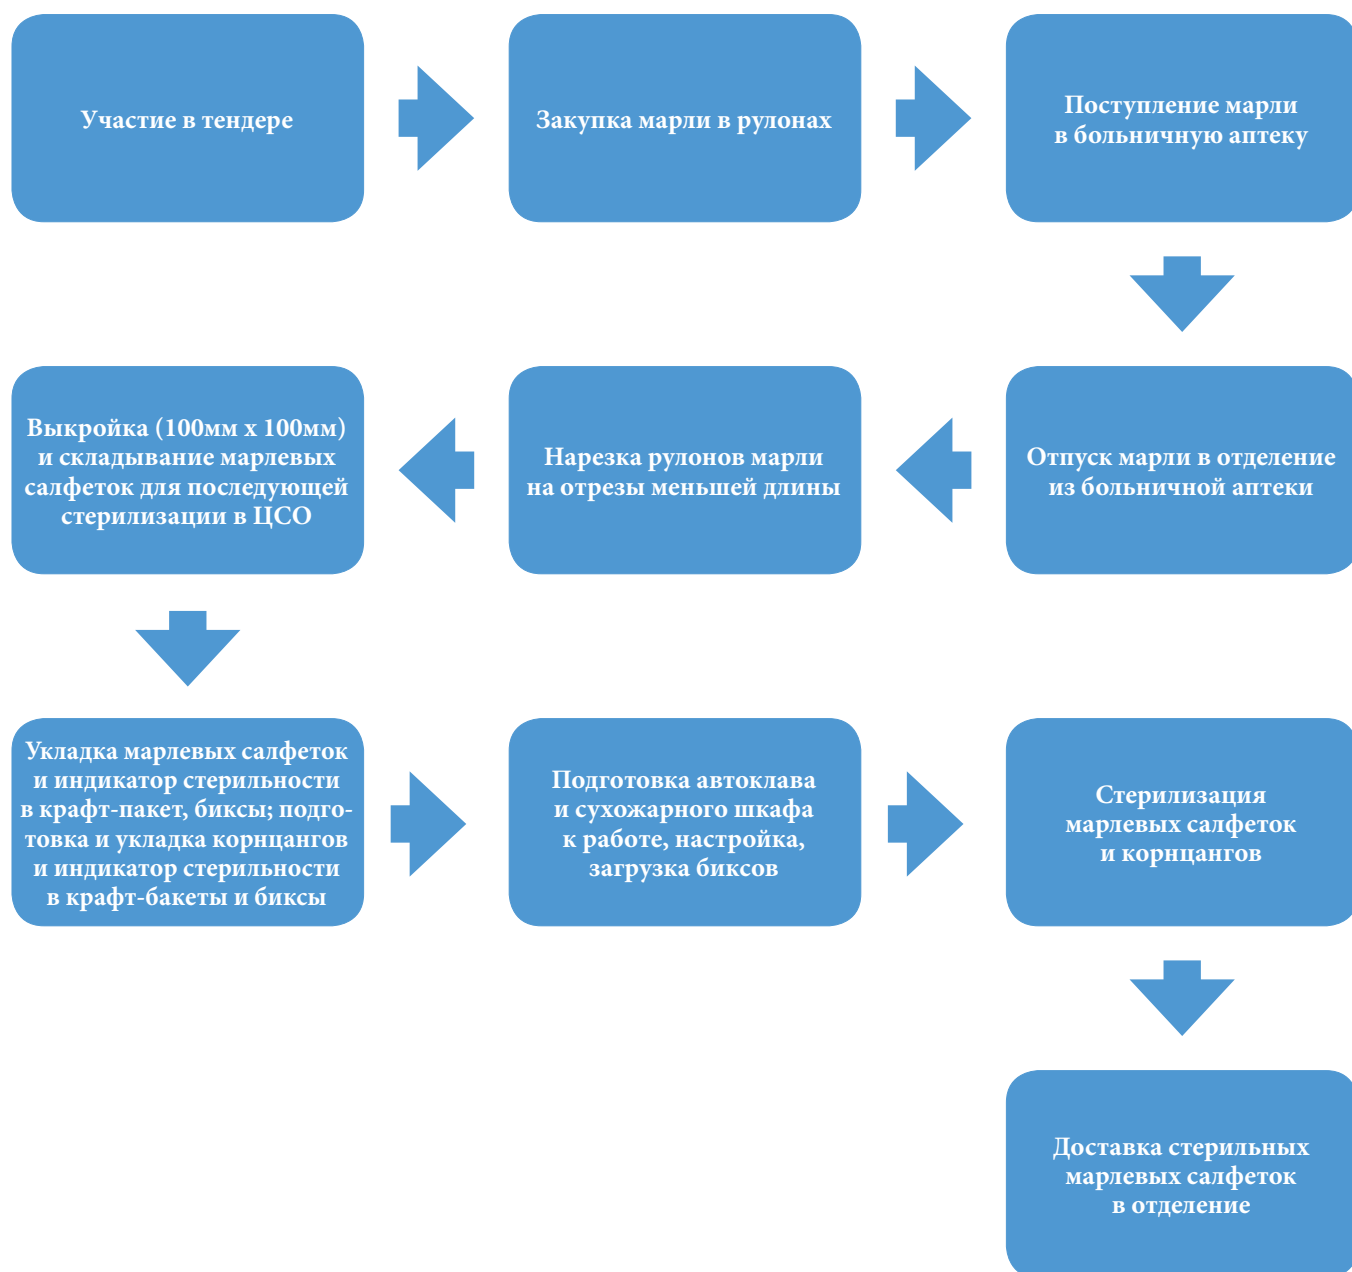 Участие в тендере
Закупка марли в рулонах
Поступление марли
в больничную аптеку
Отпуск марли в отделение
из больничной аптеки
Нарезка рулонов марли
на отрезы меньшей длины
Выкройка (100мм х 100мм)
и складывание марлевых
салфеток для последующей
стерилизации в ЦСО
Укладка марлевых салфеток
и индикатор стерильности
в крафт-пакет, биксы; подго-
товка и укладка корнцангов
и индикатор стерильности
в крафт-бакеты и биксы
Подготовка автоклава
и сухожарного шкафа
к работе, настройка,
загрузка биксов
Стерилизация
марлевых салфеток
и корнцангов
Доставка стерильных
марлевых салфеток
в отделение